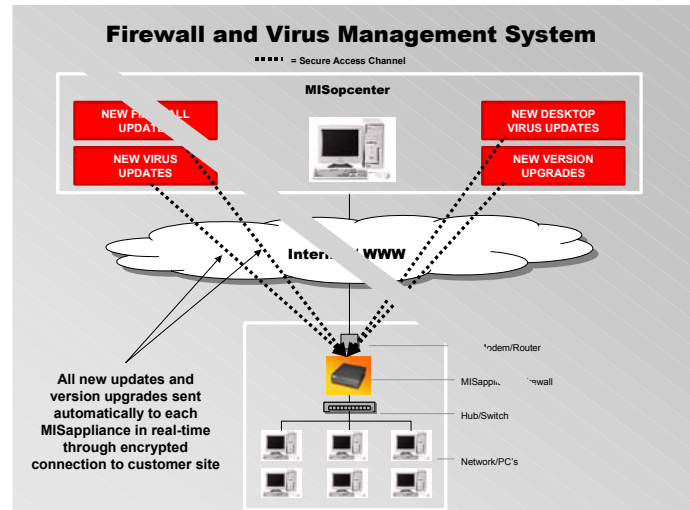 Firewall and Virus Management System
= Secure Access Channel
MISopcenter
NEW
UPDATES
NEW VIRUS
UPDATES
NEW DESKTOP
VIRUS UPDATES
NEW VERSION
UPGRADES
WWW
Hub/Switch
Network/PC's
All new updates and
version upgrades sent
automatically to each
MISappliance in real-time
through encrypted
connection to customer site